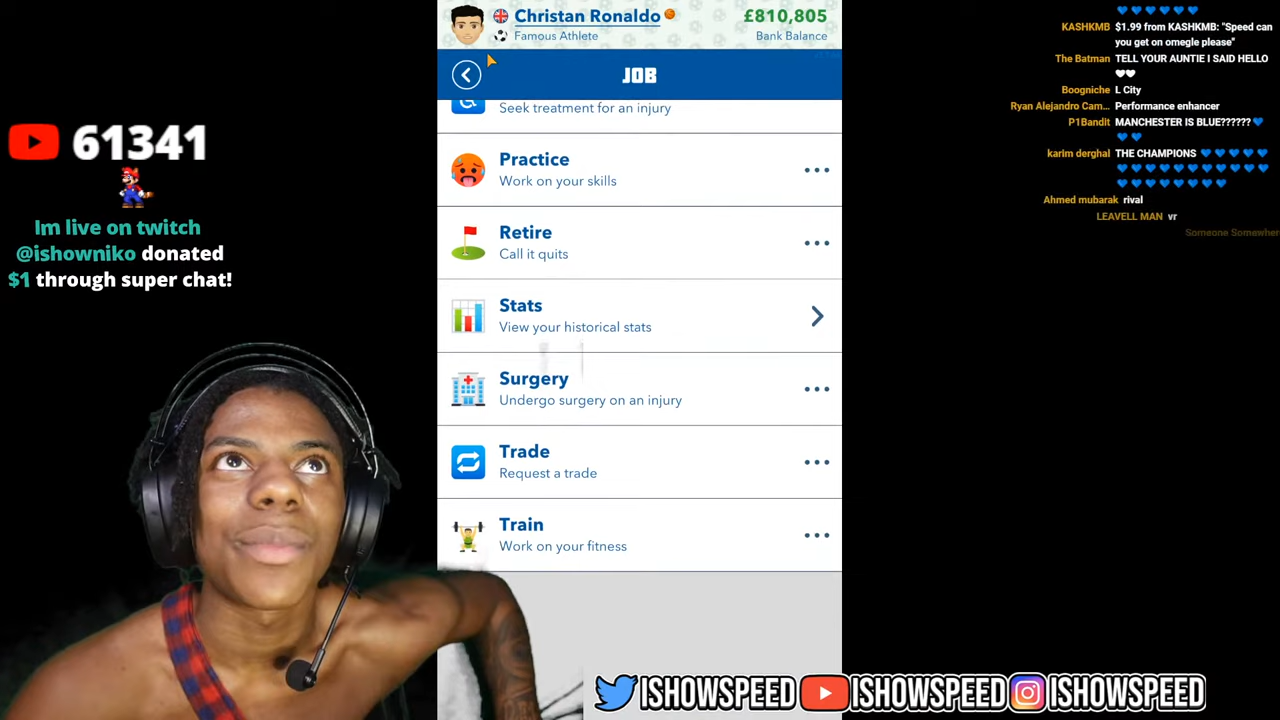 Christan Ronaldo
Famous Athlete
£810,805
Bank Balance
JOB
Seek treatment for an injury
Practice
Work on your skills
Retire
Call it quits
Stats
View your historical stats
Surgery
Undergo surgery on an injury
Trade
Request a trade
Train
Work on your fitness
61341
Im live on twitch
@ishowniko donated
$1 through super chat!
KASHKMB $1.99 from KASHKMB: "Speed can
you get on omegle please"
The Batman TELL YOUR AUNTIE I SAID HELLO
Boogniche L City
Ryan Alejandro Cam... Performance enhancer
P1Bandit MANCHESTER IS BLUE??????
karim derghal THE CHAMPIONS
Ahmed mubarak rival
LEAVELL MAN vr
Someone Somewher
ISHOWSPEED ISHOWSPEED ISHOWSPEED